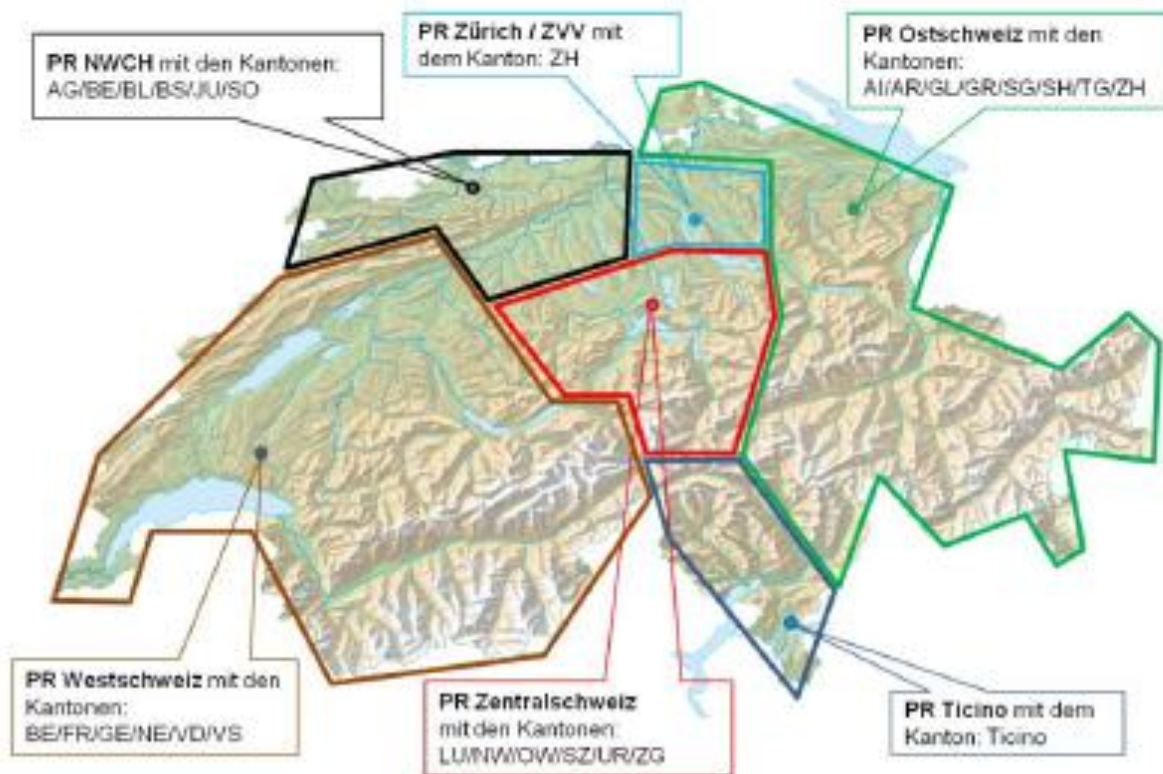 PR NWCH mit den Kantonen:
AG/BE/BL/BS/JU/SO
PR Zürich / ZVV mit
dem Kanton: ZH
PR Ostschweiz mit den
Kantonen:
AI/AR/GL/GR/SG/SH/TG/ZH
PR Westschweiz mit den
Kantonen:
BE/FR/GE/NE/VD/VS
PR Zentralschweiz
mit den Kantonen:
LU/NW/OW/SZ/UR/ZG
PR Ticino mit dem
Kanton: Ticino